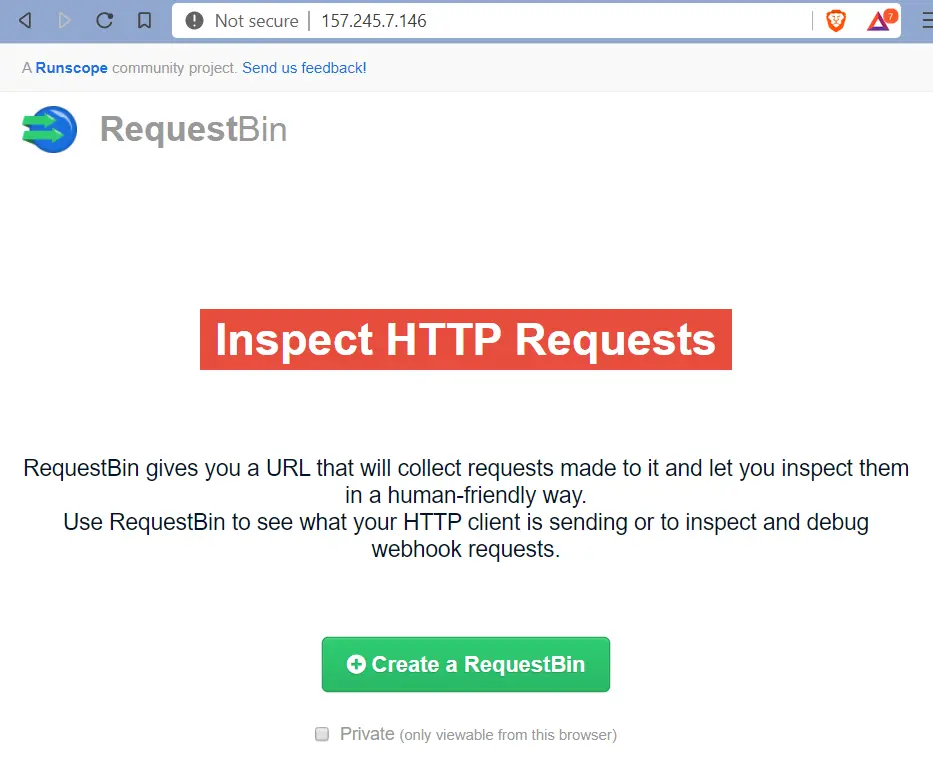 Not secure | 157.245.7.146
7
A Runscope community project. Send us feedback!
RequestBin
Inspect HTTP Requests
RequestBin gives you a URL that will collect requests made to it and let you inspect them
in a human-friendly way.
Use RequestBin to see what your HTTP client is sending or to inspect and debug
webhook requests.
Create a RequestBin
Private (only viewable from this browser)